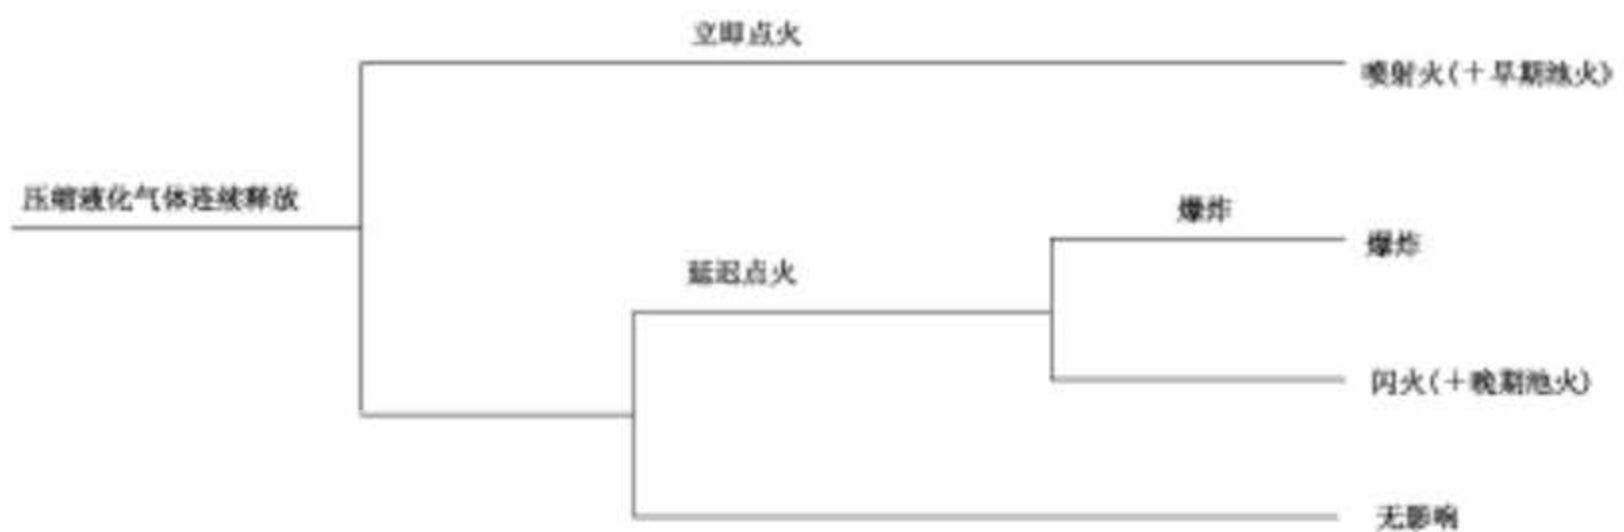 立即点火
喷射火(+早期池火)
压缩液化气体连续释放
爆炸
爆炸
延迟点火
闪火(+晚期池火)
无影响